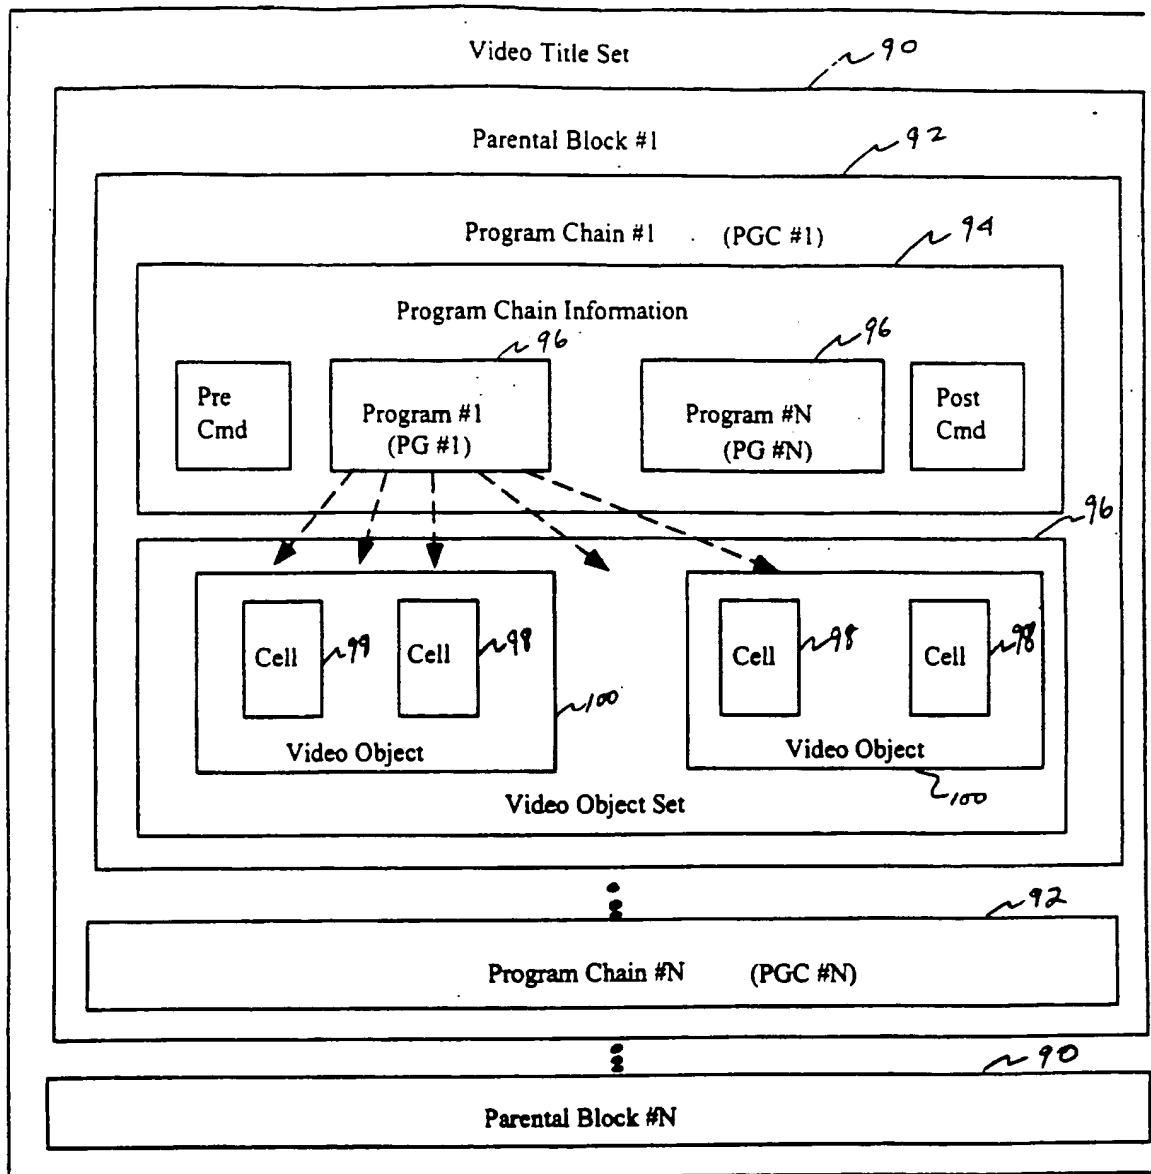 Video Title Set
90
Parental Block #1
92
Program Chain #1 (PGC #1)
94
Program Chain Information
96
96
Pre
Cmd
Program #1
(PG #1)
Program #N
(PG #N)
Post
Cmd
96
Cell
99
Cell
98
Cell
98
Cell
98
100
Video Object
Video Object
100
Video Object Set
92
Program Chain #N (PGC #N)
90
Parental Block #N